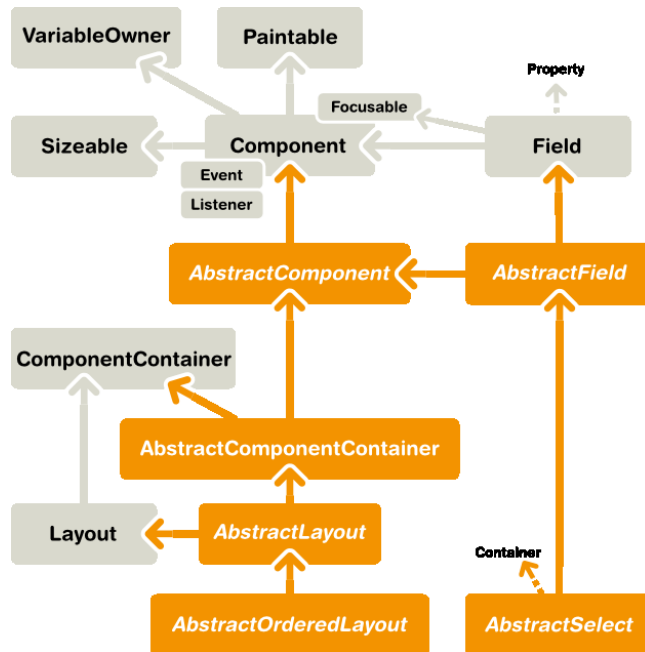 VariableOwner
Paintable
Property
Focusable
Sizeable
Component
Field
Event
Listener
AbstractComponent
AbstractField
ComponentContainer
AbstractComponentContainer
Layout
AbstractLayout
Container
AbstractOrderedLayout
AbstractSelect